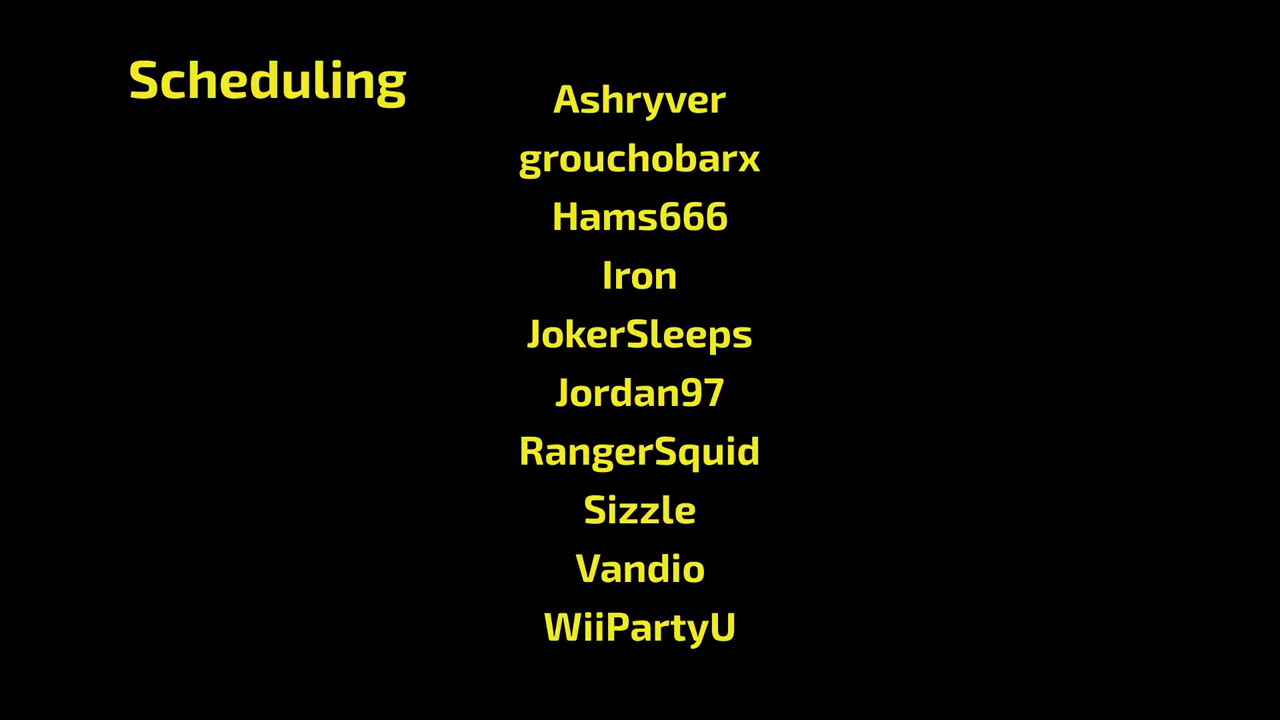 Scheduling
Ashryver
grouchobarx
Hams666
Iron
JokerSleeps
Jordan97
RangerSquid
Sizzle
Vandio
WiiPartyU